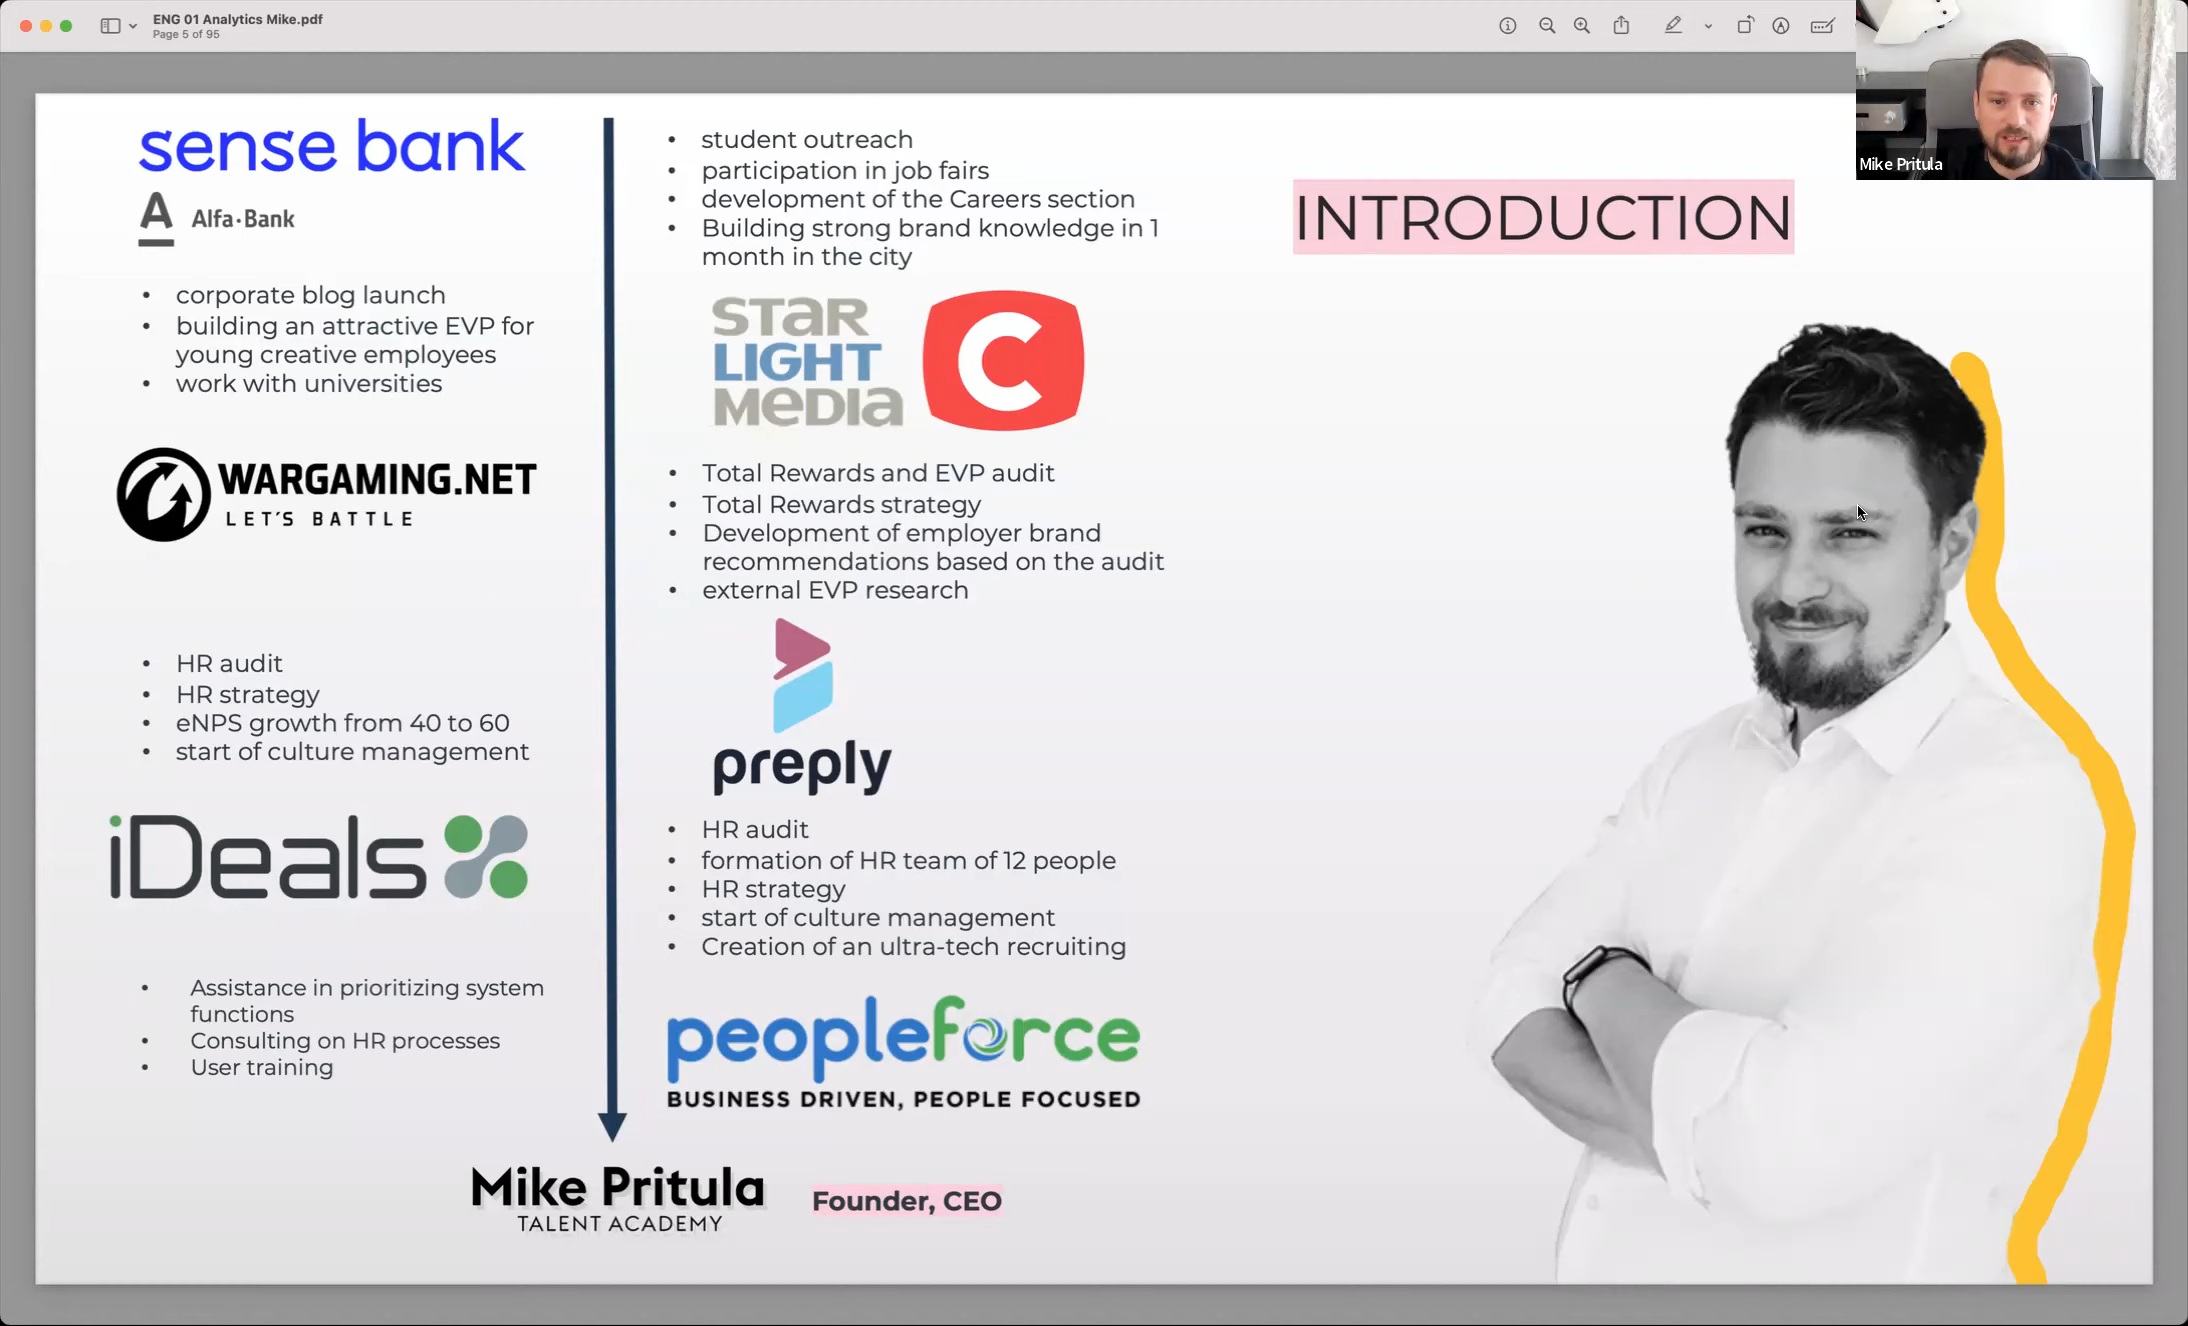 ENG 01 Analytics Mike.pdf
Page 5 of 95
Mike Pritula
INTRODUCTION
sense bank
A Alfa·Bank
• corporate blog launch
• building an attractive EVP for
young creative employees
• work with universities
WARGAMING.NET
LET'S BATTLE
• HR audit
• HR strategy
• eNPS growth from 40 to 60
• start of culture management
iDeals
• Assistance in prioritizing system
functions
• Consulting on HR processes
• User training
• student outreach
• participation in job fairs
• development of the Careers section
• Building strong brand knowledge in 1
month in the city
STAR
LIGHT
MEDIA
C
• Total Rewards and EVP audit
• Total Rewards strategy
• Development of employer brand
recommendations based on the audit
• external EVP research
preply
• HR audit
• formation of HR team of 12 people
• HR strategy
• start of culture management
• Creation of an ultra-tech recruiting
peopleforce
BUSINESS DRIVEN, PEOPLE FOCUSED
Mike Pritula
TALENT ACADEMY
Founder, CEO